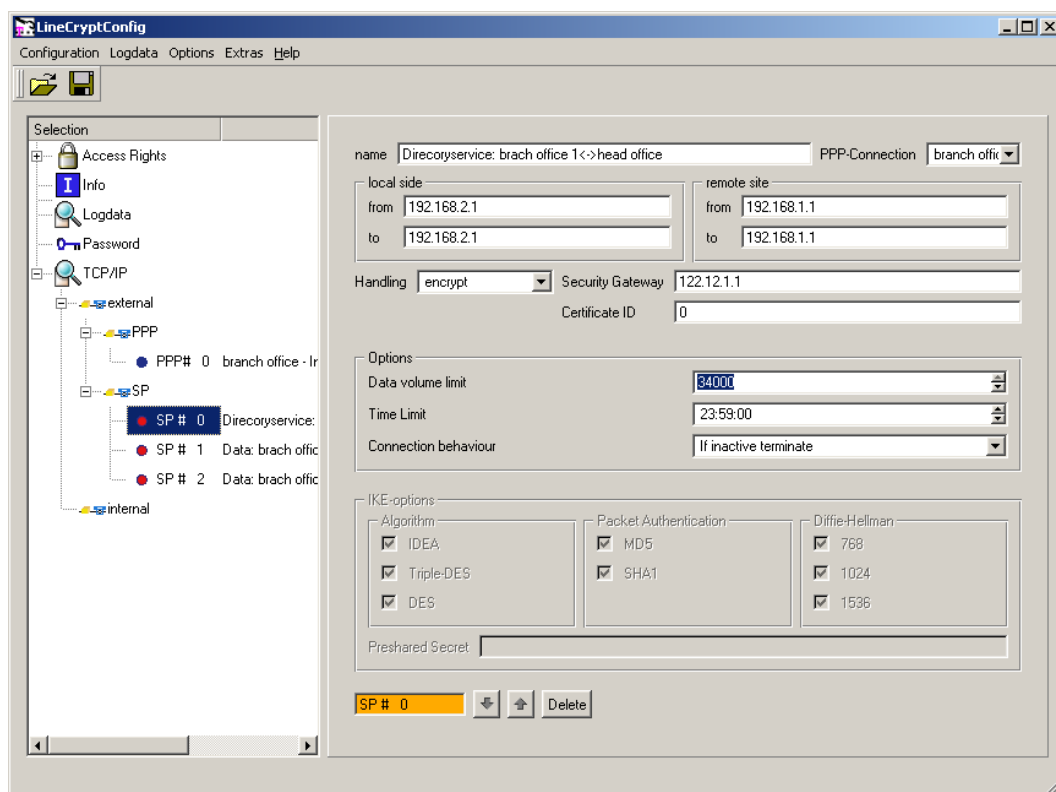 LineCryptConfig
Configuration Logdata Options Extras Help
Selection
Access Rights
Info
Logdata
Password
TCP/IP
external
PPP
PPP# 0 branch office - Ir
SP
SP # 0 Direcoryservice:
SP # 1 Data: brach offic
SP # 2 Data: brach offic
internal
name Direcoryservice: brach office 1<->head office PPP-Connection branch offic
local side remote site
from 192.168.2.1 from 192.168.1.1
to 192.168.2.1 to 192.168.1.1
Handling encrypt Security Gateway 122.12.1.1
Certificate ID 0
Options
Data volume limit 34000
Time Limit 23:59:00
Connection behaviour If inactive terminate
IKE-options
Algorithm Packet Authentication Diffie-Hellman
IDEA MD5 768
Triple-DES SHA1 1024
DES 1536
Preshared Secret
SP # 0 Delete